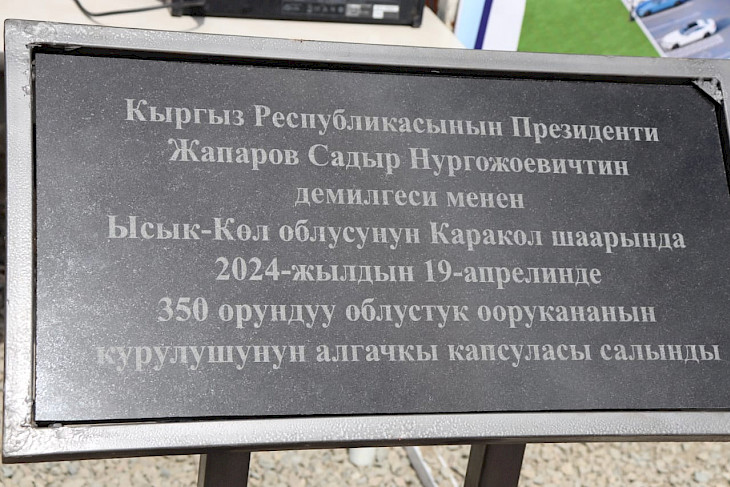 Кыргыз Республикасынын Президенти
Жапаров Садыр Нургожоевичтин
демилгеси менен
Ысык-Көл облусунун Каракол шаарында
2024-жылдын 19-апрелинде
350 орундуу облустук оорукананын
курулушунун алгачкы капсуласы салынды